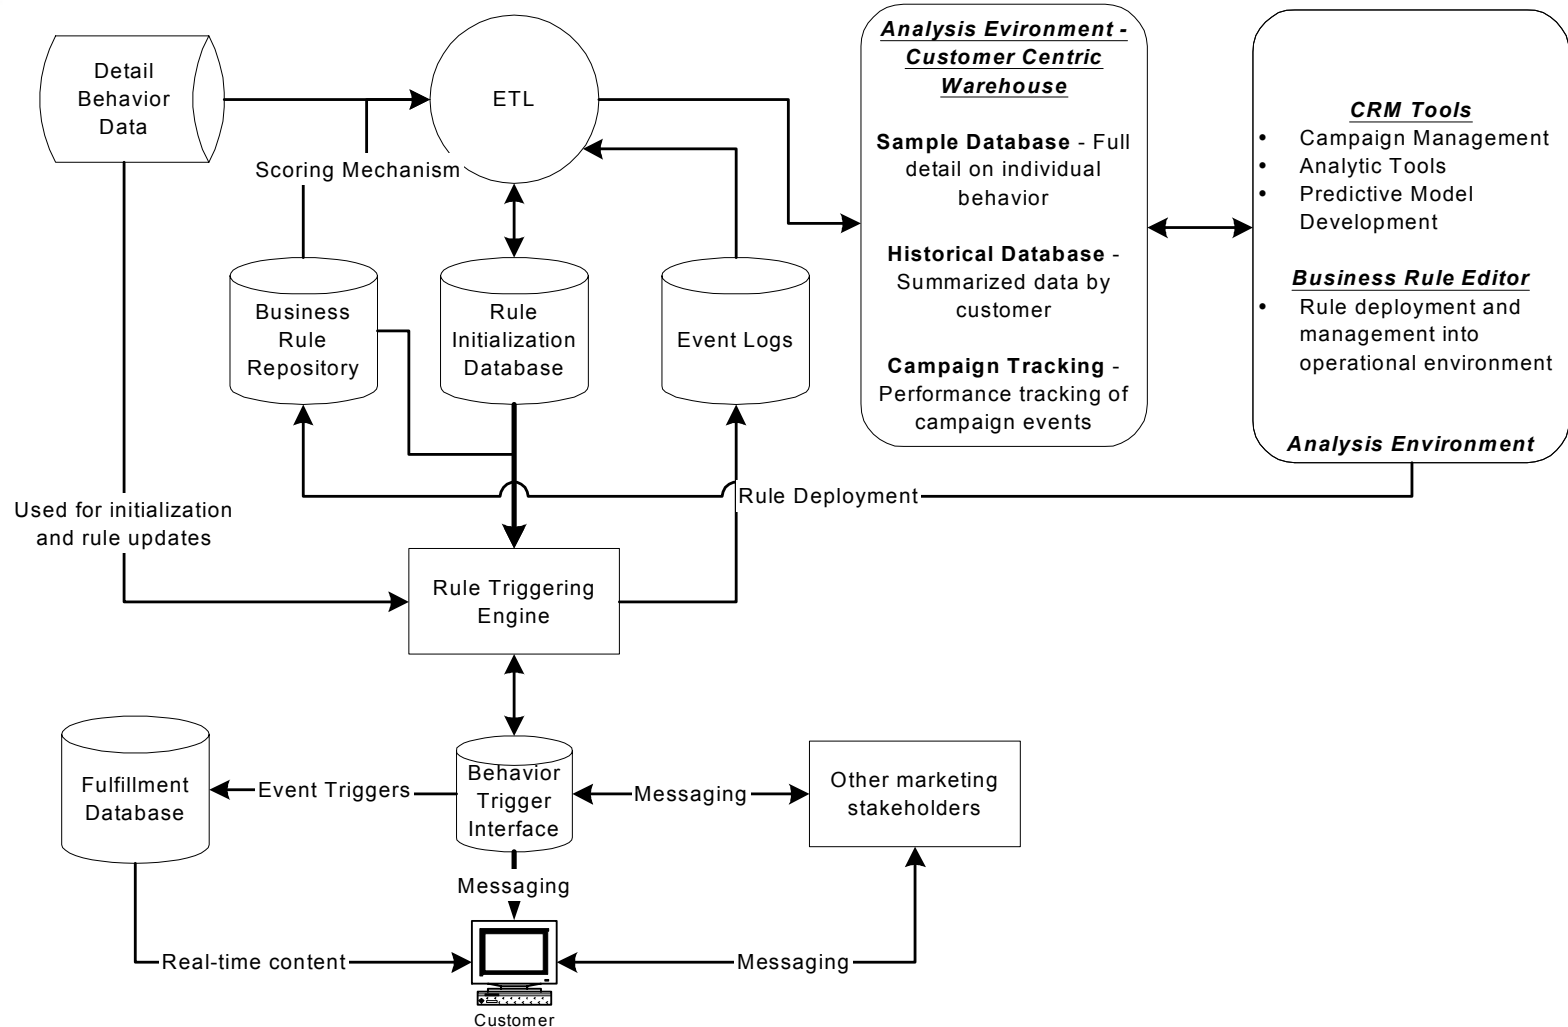 Detail
Behavior
Data
ETL
Scoring Mechanism
Business
Rule
Repository
Rule
Initialization
Database
Event Logs
Analysis Evironment -
Customer Centric
Warehouse
Sample Database - Full
detail on individual
behavior
Historical Database -
Summarized data by
customer
Campaign Tracking -
Performance tracking of
campaign events
CRM Tools
• Campaign Management
• Analytic Tools
• Predictive Model
Development
Business Rule Editor
• Rule deployment and
management into
operational environment
Analysis Environment
Rule Deployment
Used for initialization
and rule updates
Rule Triggering
Engine
Fulfillment
Database
Event Triggers
Behavior
Trigger
Interface
Messaging
Other marketing
stakeholders
Messaging
Real-time content
Messaging
Customer